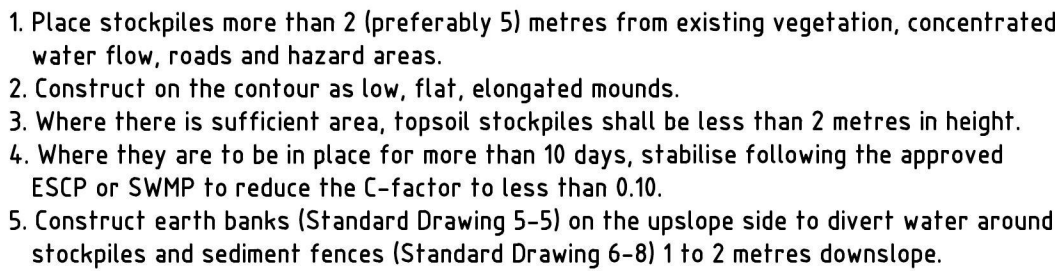 1. Place stockpiles more than 2 (preferably 5) metres from existing vegetation, concentrated
water flow, roads and hazard areas.
2. Construct on the contour as low, flat, elongated mounds.
3. Where there is sufficient area, topsoil stockpiles shall be less than 2 metres in height.
4. Where they are to be in place for more than 10 days, stabilise following the approved
ESCP or SWMP to reduce the C-factor to less than 0.10.
5. Construct earth banks (Standard Drawing 5-5) on the upslope side to divert water around
stockpiles and sediment fences (Standard Drawing 6-8) 1 to 2 metres downslope.